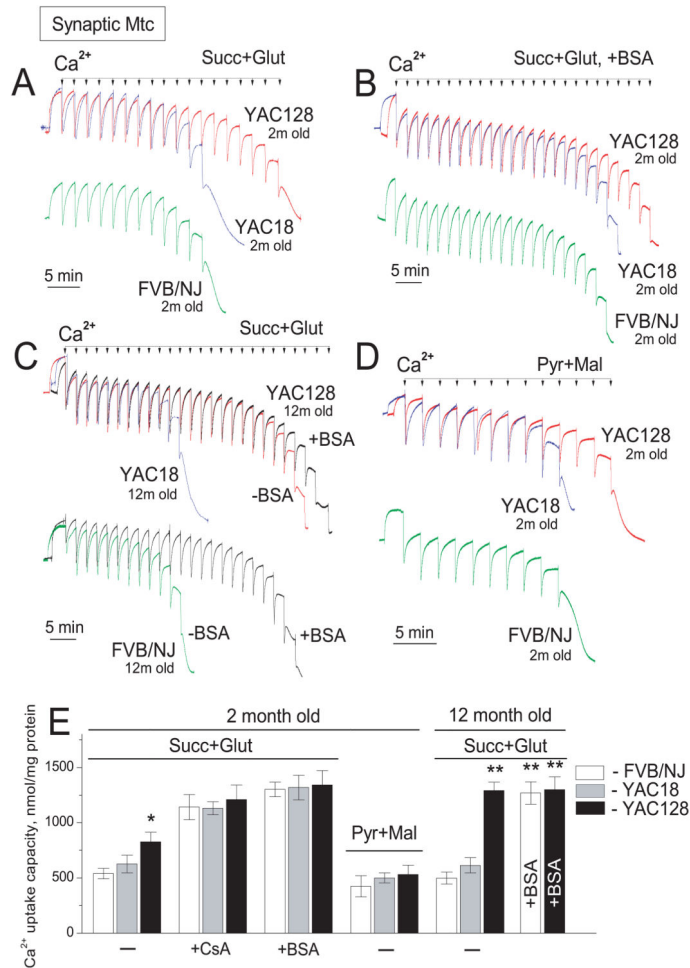 Synaptic Mtc
A
Ca2+
Succ+Glut
YAC128
2m old
YAC18
2m old
5 min
FVB/NJ
2m old
B
Ca2+
Succ+Glut, +BSA
YAC128
2m old
YAC18
2m old
5 min
FVB/NJ
2m old
C
Ca2+
Succ+Glut
YAC128
12m old
+BSA
YAC18
12m old
-BSA
5 min
-BSA
+BSA
FVB/NJ
12m old
D
Ca2+
Pyr+Mal
YAC128
2m old
YAC18
2m old
5 min
FVB/NJ
2m old
E
Ca2+ uptake capacity, nmol/mg protein
2 month old
12 month old
Succ+Glut
Succ+Glut
1500
1000
500
0
*
Pyr+Mal
**
**
**
+BSA
+BSA
- FVB/NJ
- YAC18
- YAC128
–
+CsA
+BSA
–
–